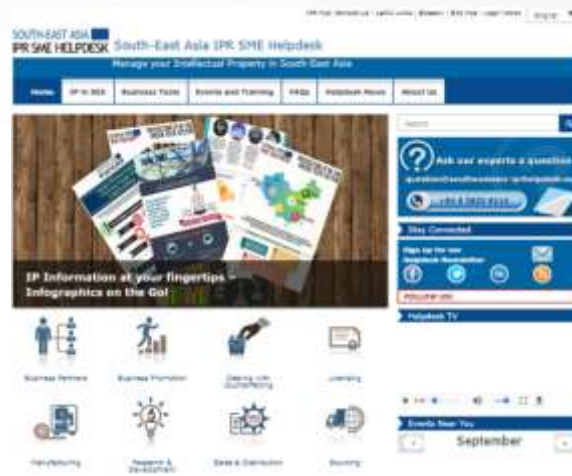 SOUTH-EAST ASIA
IPR SME HELPDESK
South-East Asia IPR SME Helpdesk
Manage your Intellectual Property in South-East Asia
Home
IP in SEA
Business Tools
Events and Training
FAQs
Helpdesk News
About Us
Search
Ask our experts a question
IP Information at your fingertips –
Infographics on the Go!
Stay Connected
Sign up for our
Helpdesk Newsletter
FOLLOW US!
Helpdesk TV
Business Partners
Business Promotion
Dealing with
Counterfeiting
Licensing
Manufacturing
Research &
Development
Sales & Distribution
Sourcing
Events Near You
September